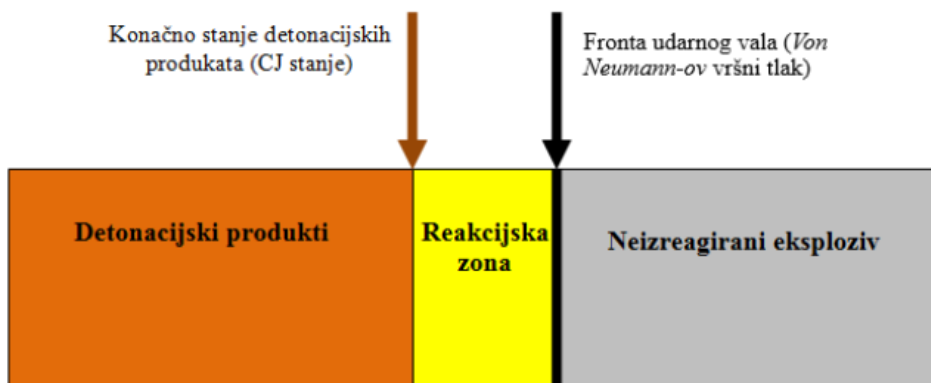 Konačno stanje detonacijskih
produkata (CJ stanje)
Fronta udarnog vala (Von
Neumann-ov vršni tlak)
Detonacijski produkti
Reakcijska
zona
Neizreagirani eksploziv